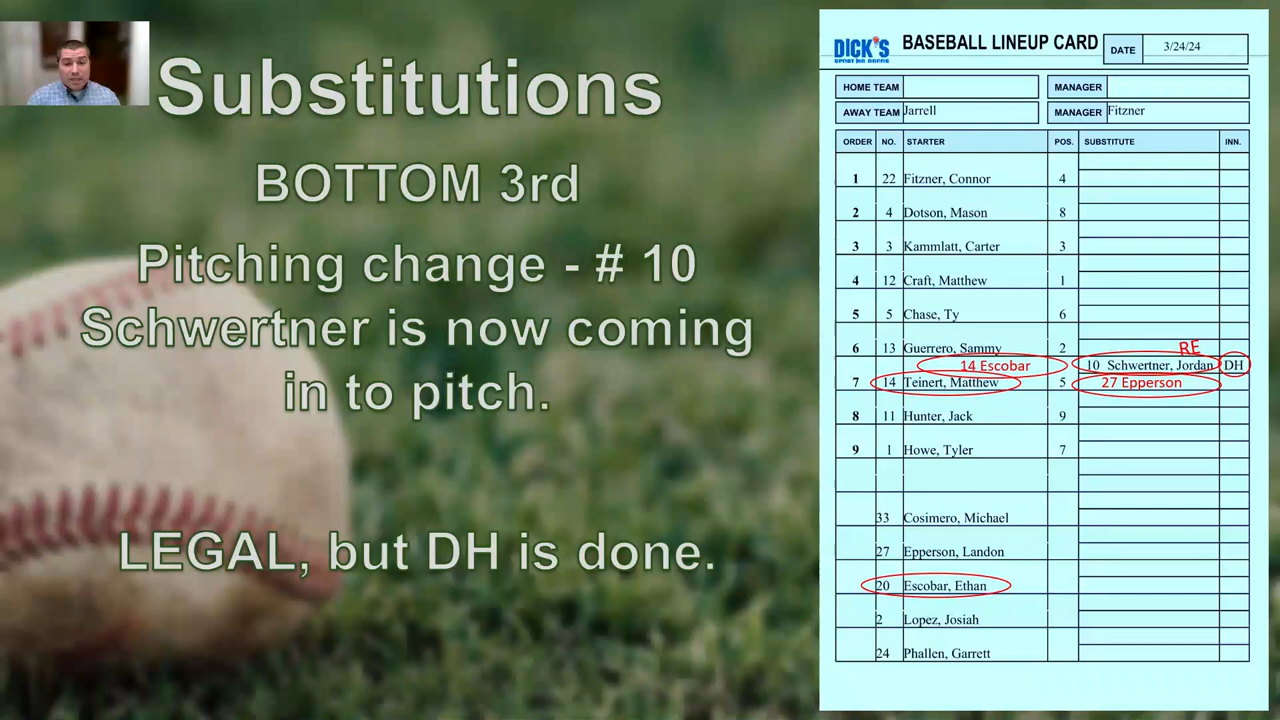 Substitutions
BOTTOM 3rd
Pitching change - # 10
Schwertner is now coming
in to pitch.
LEGAL, but DH is done.
DICK'S
BASEBALL LINEUP CARD DATE 3/24/24
HOME TEAM MANAGER
AWAY TEAM Jarrell MANAGER Fitzner
ORDER NO. STARTER POS. SUBSTITUTE INN.
1 22 Fitzner, Connor 4
2 4 Dotson, Mason 8
3 3 Kammlatt, Carter 3
4 12 Craft, Matthew 1
5 5 Chase, Ty 6
6 13 Guerrero, Sammy 2 RE
14 Escobar 10 Schwertner, Jordan DH
7 14 Teinert, Matthew 5 27 Epperson
8 11 Hunter, Jack 9
9 1 Howe, Tyler 7
33 Cosimero, Michael
27 Epperson, Landon
20 Escobar, Ethan
2 Lopez, Josiah
24 Phallen, Garrett